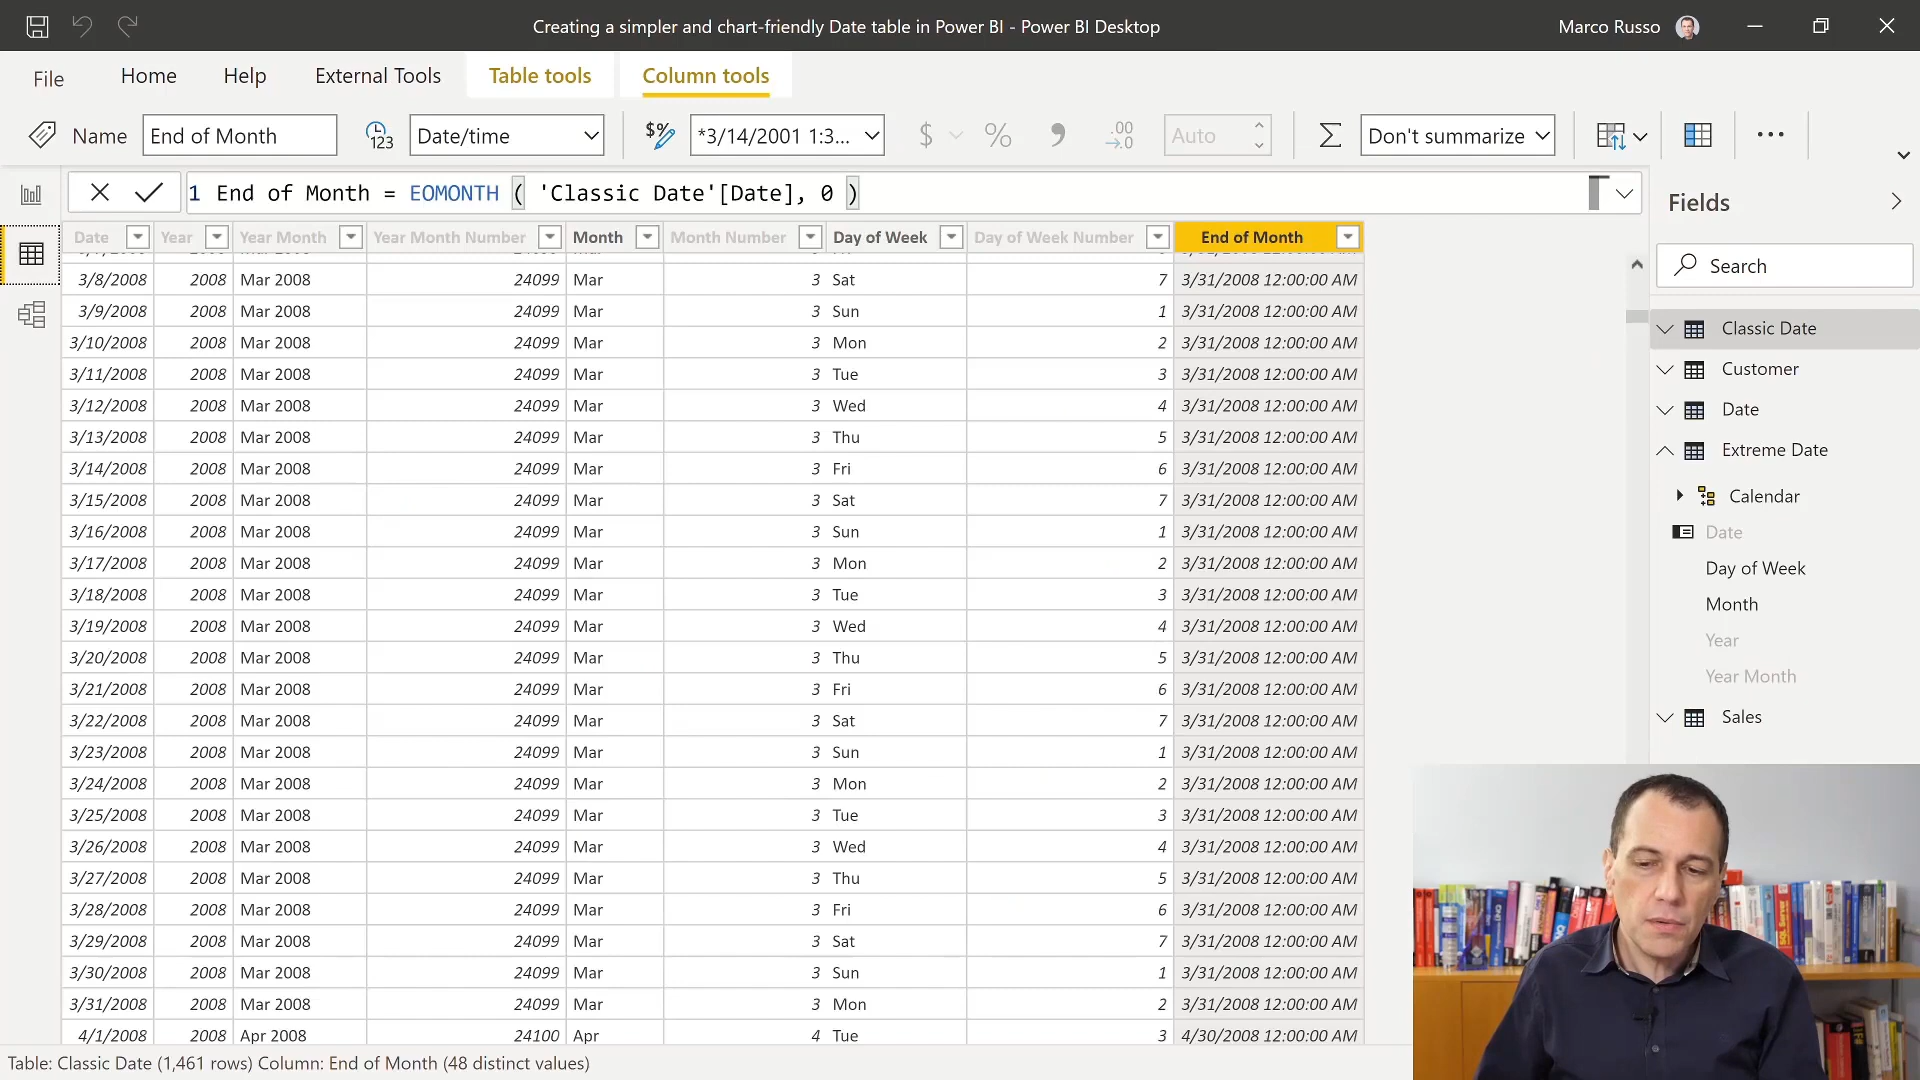 Creating a simpler and chart-friendly Date table in Power BI - Power BI Desktop
Marco Russo
File Home Help External Tools Table tools Column tools
Name End of Month Date/time *3/14/2001 1:3... $ % Auto Don't summarize
1 End of Month = EOMONTH ( 'Classic Date'[Date], 0 )
Date Year Year Month Year Month Number Month Month Number Day of Week Day of Week Number End of Month
3/8/2008 2008 Mar 2008 24099 Mar 3 Sat 7 3/31/2008 12:00:00 AM
3/9/2008 2008 Mar 2008 24099 Mar 3 Sun 1 3/31/2008 12:00:00 AM
3/10/2008 2008 Mar 2008 24099 Mar 3 Mon 2 3/31/2008 12:00:00 AM
3/11/2008 2008 Mar 2008 24099 Mar 3 Tue 3 3/31/2008 12:00:00 AM
3/12/2008 2008 Mar 2008 24099 Mar 3 Wed 4 3/31/2008 12:00:00 AM
3/13/2008 2008 Mar 2008 24099 Mar 3 Thu 5 3/31/2008 12:00:00 AM
3/14/2008 2008 Mar 2008 24099 Mar 3 Fri 6 3/31/2008 12:00:00 AM
3/15/2008 2008 Mar 2008 24099 Mar 3 Sat 7 3/31/2008 12:00:00 AM
3/16/2008 2008 Mar 2008 24099 Mar 3 Sun 1 3/31/2008 12:00:00 AM
3/17/2008 2008 Mar 2008 24099 Mar 3 Mon 2 3/31/2008 12:00:00 AM
3/18/2008 2008 Mar 2008 24099 Mar 3 Tue 3 3/31/2008 12:00:00 AM
3/19/2008 2008 Mar 2008 24099 Mar 3 Wed 4 3/31/2008 12:00:00 AM
3/20/2008 2008 Mar 2008 24099 Mar 3 Thu 5 3/31/2008 12:00:00 AM
3/21/2008 2008 Mar 2008 24099 Mar 3 Fri 6 3/31/2008 12:00:00 AM
3/22/2008 2008 Mar 2008 24099 Mar 3 Sat 7 3/31/2008 12:00:00 AM
3/23/2008 2008 Mar 2008 24099 Mar 3 Sun 1 3/31/2008 12:00:00 AM
3/24/2008 2008 Mar 2008 24099 Mar 3 Mon 2 3/31/2008 12:00:00 AM
3/25/2008 2008 Mar 2008 24099 Mar 3 Tue 3 3/31/2008 12:00:00 AM
3/26/2008 2008 Mar 2008 24099 Mar 3 Wed 4 3/31/2008 12:00:00 AM
3/27/2008 2008 Mar 2008 24099 Mar 3 Thu 5 3/31/2008 12:00:00 AM
3/28/2008 2008 Mar 2008 24099 Mar 3 Fri 6 3/31/2008 12:00:00 AM
3/29/2008 2008 Mar 2008 24099 Mar 3 Sat 7 3/31/2008 12:00:00 AM
3/30/2008 2008 Mar 2008 24099 Mar 3 Sun 1 3/31/2008 12:00:00 AM
3/31/2008 2008 Mar 2008 24099 Mar 3 Mon 2 3/31/2008 12:00:00 AM
4/1/2008 2008 Apr 2008 24100 Apr 4 Tue 3 4/30/2008 12:00:00 AM
Table: Classic Date (1,461 rows) Column: End of Month (48 distinct values)
Fields
Search
Classic Date
Customer
Date
Extreme Date
Calendar
Date
Day of Week
Month
Year
Year Month
Sales